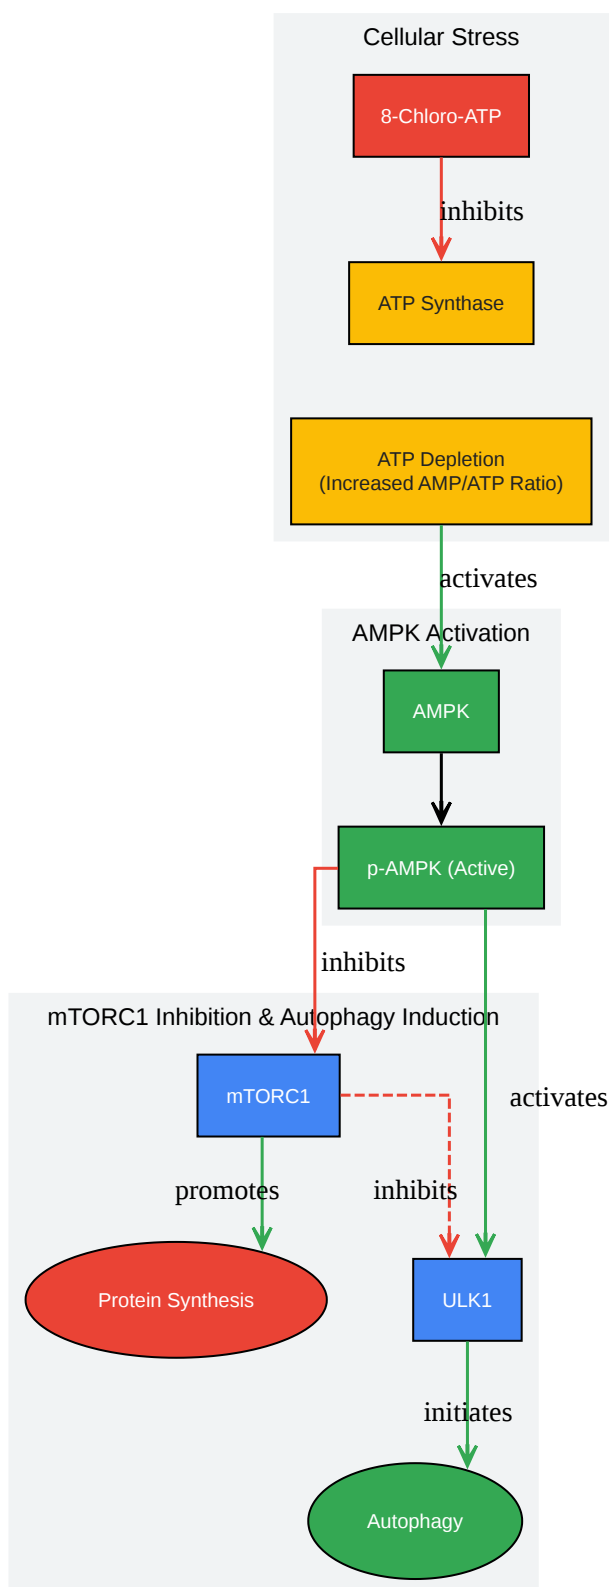 Cellular Stress
8-Chloro-ATP
inhibits
ATP Synthase
ATP Depletion
(Increased AMP/ATP Ratio)
activates
AMPK Activation
AMPK
p-AMPK (Active)
inhibits
mTORC1 Inhibition & Autophagy Induction
mTORC1
activates
promotes
inhibits
Protein Synthesis
ULK1
initiates
Autophagy